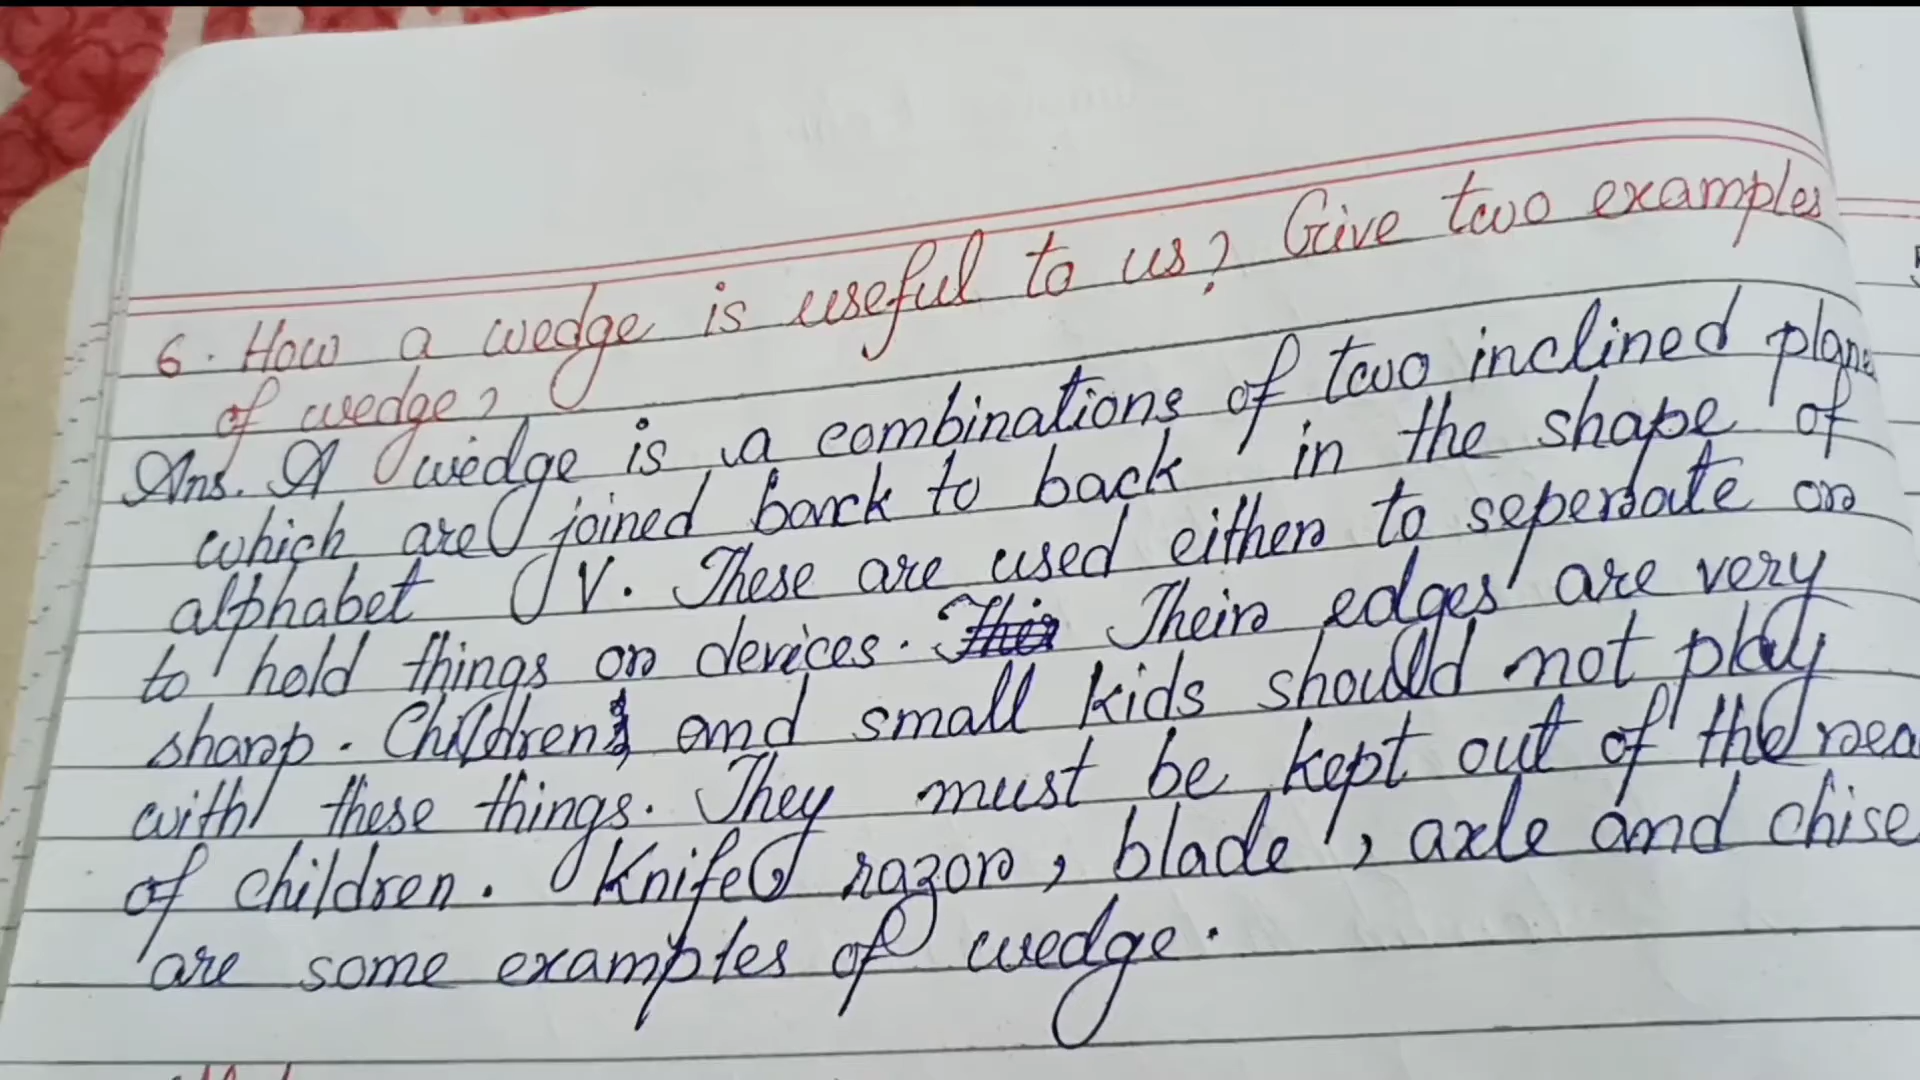 6. How a wedge is useful to us? Give two examples
of wedge?
Ans. A wedge is a combinations of two inclined plane
which are joined banck to back in the shape of
alphabet V. These are used either to seperate or
to hold things or devices. Their edges are very
sharp. Children and small kids should not play
with these things. They must be kept out of the rea
of children. Knife, razor, blade, axle and chise
are some examples of wedge.